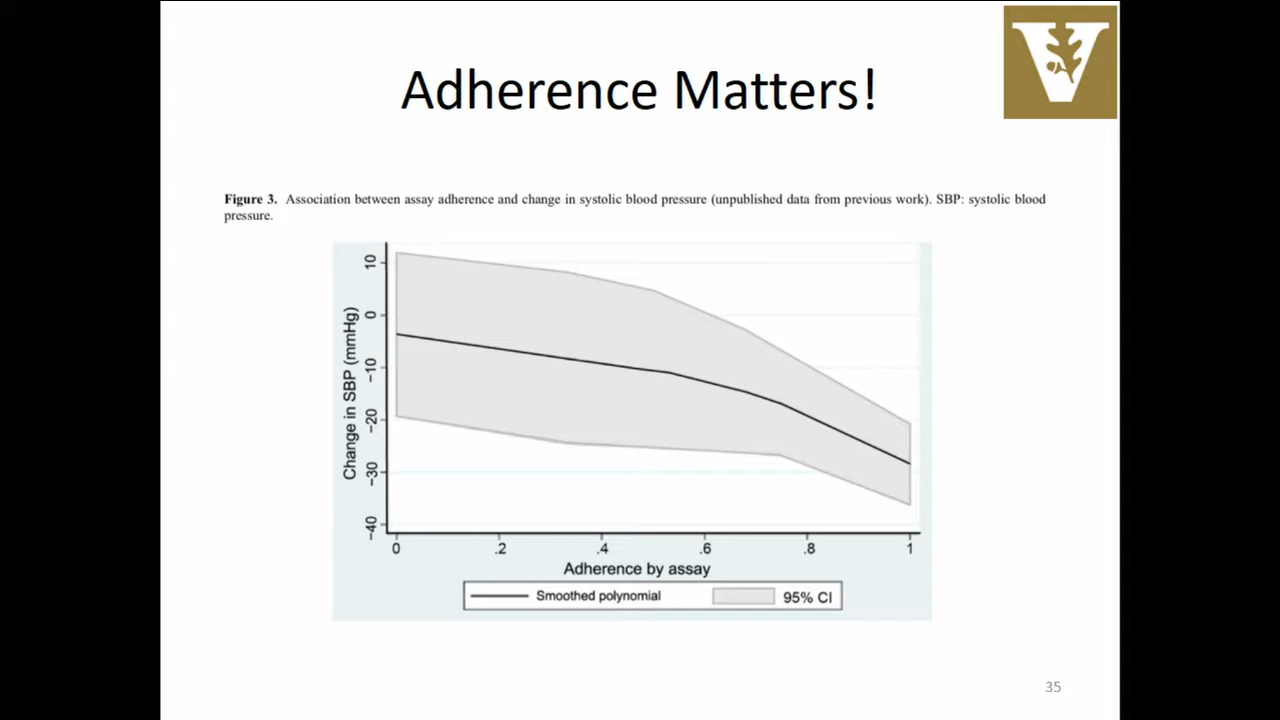 Adherence Matters!
Figure 3. Association between assay adherence and change in systolic blood pressure (unpublished data from previous work). SBP: systolic blood
pressure.
Change in SBP (mmHg)
10
0
-10
-20
-30
-40
0 .2 .4 .6 .8 1
Adherence by assay
Smoothed polynomial 95% CI
35
V